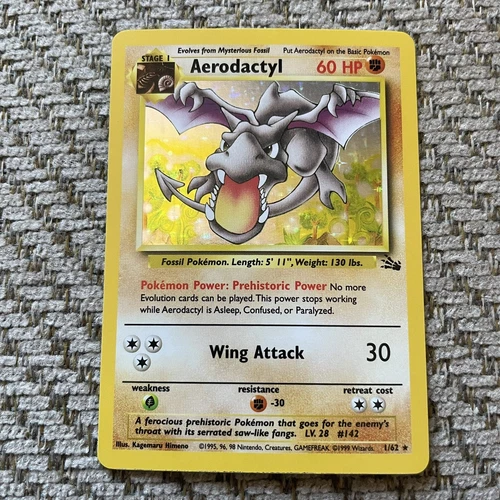 Evolves from Mysterious Fossil Put Aerodactyl on the Basic Pokémon
STAGE 1
Aerodactyl 60 HP
Fossil Pokémon. Length: 5' 11", Weight: 130 lbs.
Pokémon Power: Prehistoric Power No more
Evolution cards can be played. This power stops working
while Aerodactyl is Asleep, Confused, or Paralyzed.
Wing Attack 30
weakness resistance retreat cost
-30
A ferocious prehistoric Pokémon that goes for the enemy's
throat with its serrated saw-like fangs. LV. 28 #142
Illus. Kagemaru Himeno ©1995, 96, 98 Nintendo, Creatures, GAMEFREAK. ©1999 Wizards. 1/62